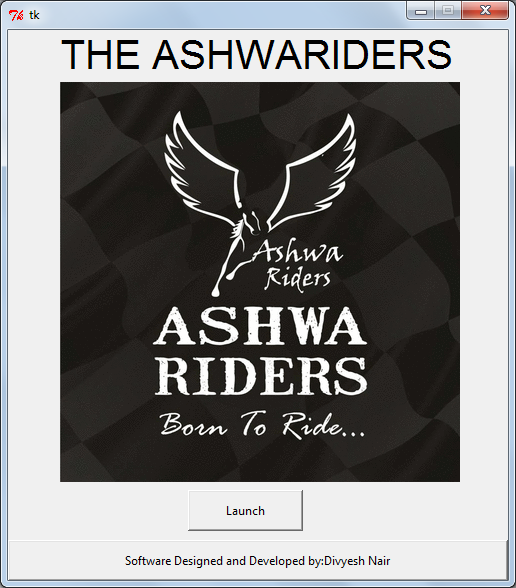 tk
THE ASHWARIDERS
Ashwa
Riders
ASHWA
RIDERS
Born To Ride...
Launch
Software Designed and Developed by:Divyesh Nair